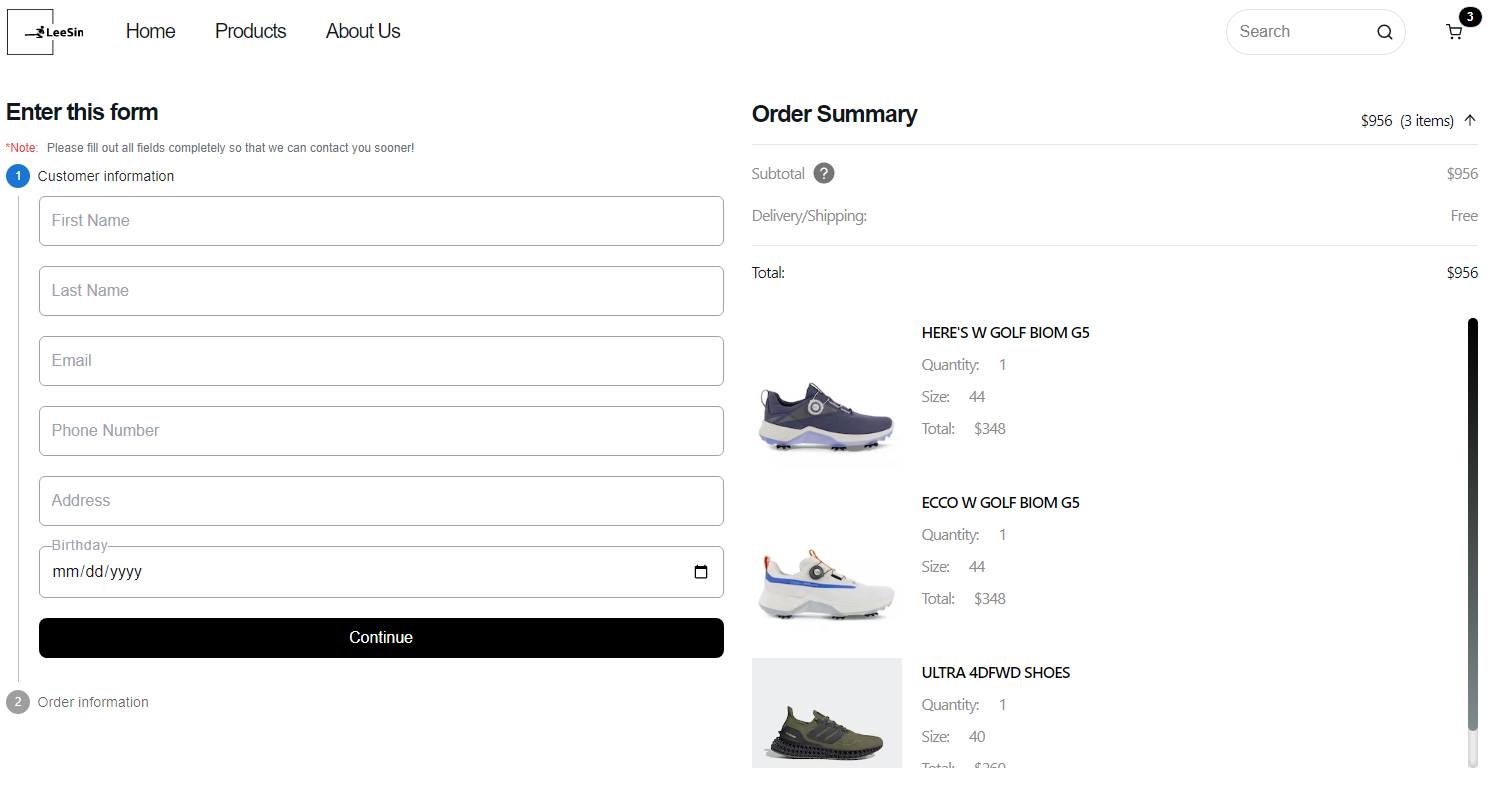 LeeSin
Home
Products
About Us
Search
3
Enter this form
*Note: Please fill out all fields completely so that we can contact you sooner!
1 Customer information
First Name
Last Name
Email
Phone Number
Address
Birthday
mm/dd/yyyy
Continue
2 Order information
Order Summary
$956 (3 items)
Subtotal ? $956
Delivery/Shipping: Free
Total: $956
HERE'S W GOLF BIOM G5
Quantity: 1
Size: 44
Total: $348
ECCO W GOLF BIOM G5
Quantity: 1
Size: 44
Total: $348
ULTRA 4DFWD SHOES
Quantity: 1
Size: 40
Total: $260